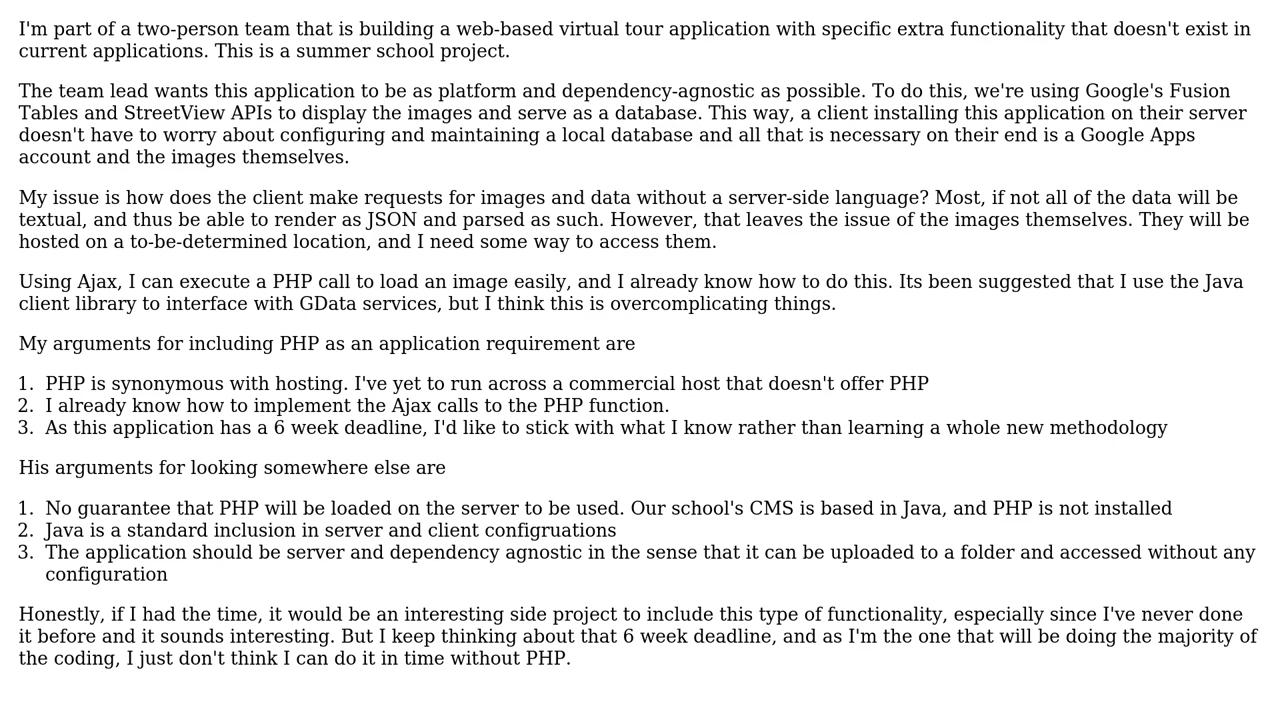 I'm part of a two-person team that is building a web-based virtual tour application with specific extra functionality that doesn't exist in
current applications. This is a summer school project.
The team lead wants this application to be as platform and dependency-agnostic as possible. To do this, we're using Google's Fusion
Tables and StreetView APIs to display the images and serve as a database. This way, a client installing this application on their server
doesn't have to worry about configuring and maintaining a local database and all that is necessary on their end is a Google Apps
account and the images themselves.
My issue is how does the client make requests for images and data without a server-side language? Most, if not all of the data will be
textual, and thus be able to render as JSON and parsed as such. However, that leaves the issue of the images themselves. They will be
hosted on a to-be-determined location, and I need some way to access them.
Using Ajax, I can execute a PHP call to load an image easily, and I already know how to do this. Its been suggested that I use the Java
client library to interface with GData services, but I think this is overcomplicating things.
My arguments for including PHP as an application requirement are
1. PHP is synonymous with hosting. I've yet to run across a commercial host that doesn't offer PHP
2. I already know how to implement the Ajax calls to the PHP function.
3. As this application has a 6 week deadline, I'd like to stick with what I know rather than learning a whole new methodology
His arguments for looking somewhere else are
1. No guarantee that PHP will be loaded on the server to be used. Our school's CMS is based in Java, and PHP is not installed
2. Java is a standard inclusion in server and client configruations
3. The application should be server and dependency agnostic in the sense that it can be uploaded to a folder and accessed without any
configuration
Honestly, if I had the time, it would be an interesting side project to include this type of functionality, especially since I've never done
it before and it sounds interesting. But I keep thinking about that 6 week deadline, and as I'm the one that will be doing the majority of
the coding, I just don't think I can do it in time without PHP.